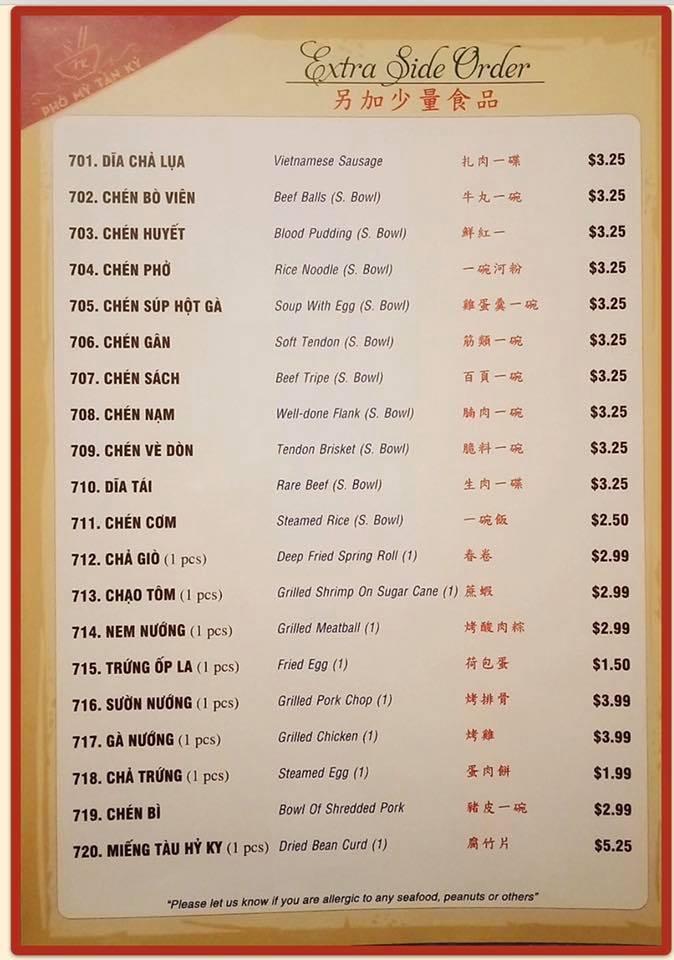 PHỞ MỸ TÂN KỲ
Extra Side Order
另加少量食品
701. DĨA CHẢ LỤA Vietnamese Sausage 扎肉一碟 $3.25
702. CHÉN BÒ VIÊN Beef Balls (S. Bowl) 牛丸一碗 $3.25
703. CHÉN HUYẾT Blood Pudding (S. Bowl) 鮮紅一 $3.25
704. CHÉN PHỞ Rice Noodle (S. Bowl) 一碗河粉 $3.25
705. CHÉN SÚP HỘT GÀ Soup With Egg (S. Bowl) 雞蛋羹一碗 $3.25
706. CHÉN GÂN Soft Tendon (S. Bowl) 筋類一碗 $3.25
707. CHÉN SÁCH Beef Tripe (S. Bowl) 百頁一碗 $3.25
708. CHÉN NẠM Well-done Flank (S. Bowl) 腩肉一碗 $3.25
709. CHÉN VÈ DÒN Tendon Brisket (S. Bowl) 脆料一碗 $3.25
710. DĨA TÁI Rare Beef (S. Bowl) 生肉一碟 $3.25
711. CHÉN CƠM Steamed Rice (S. Bowl) 一碗飯 $2.50
712. CHẢ GIÒ (1 pcs) Deep Fried Spring Roll (1) 春卷 $2.99
713. CHẠO TÔM (1 pcs) Grilled Shrimp On Sugar Cane (1) 蔗蝦 $2.99
714. NEM NƯỚNG (1 pcs) Grilled Meatball (1) 烤酸肉粽 $2.99
715. TRỨNG ỐP LA (1 pcs) Fried Egg (1) 荷包蛋 $1.50
716. SƯỜN NƯỚNG (1 pcs) Grilled Pork Chop (1) 烤排骨 $3.99
717. GÀ NƯỚNG (1 pcs) Grilled Chicken (1) 烤雞 $3.99
718. CHẢ TRỨNG (1 pcs) Steamed Egg (1) 蛋肉餅 $1.99
719. CHÉN BÌ Bowl Of Shredded Pork 豬皮一碗 $2.99
720. MIẾNG TÀU HỶ KY (1 pcs) Dried Bean Curd (1) 腐竹片 $5.25
"Please let us know if you are allergic to any seafood, peanuts or others"